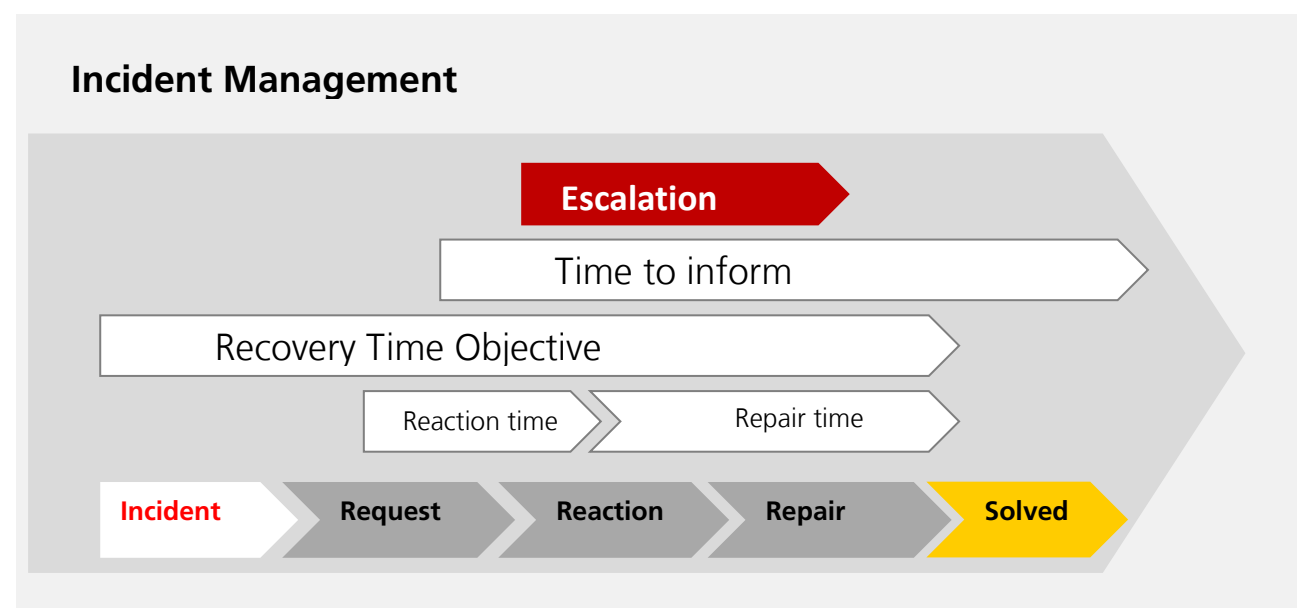 Incident Management
Escalation
Time to inform
Recovery Time Objective
Reaction time
Repair time
Incident
Request
Reaction
Repair
Solved